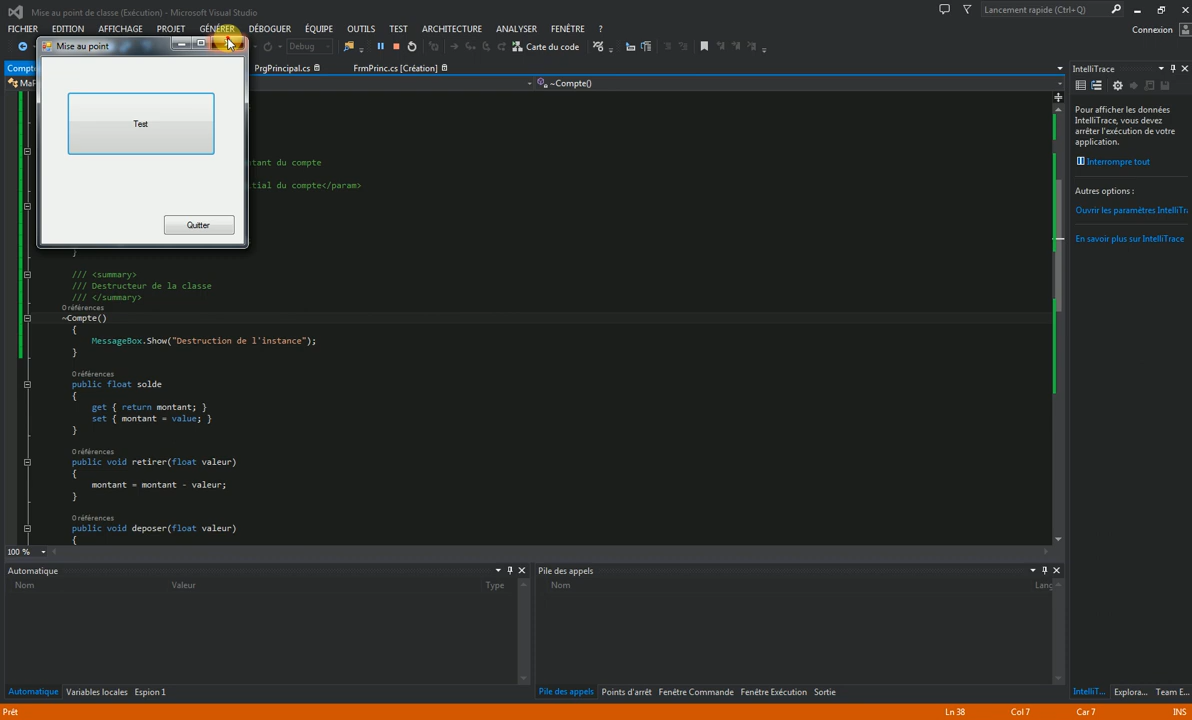 Mise au point de classe (Exécution) - Microsoft Visual Studio
Lancement rapide (Ctrl+Q)
FICHIER EDITION AFFICHAGE PROJET GÉNÉRER DÉBOGUER ÉQUIPE OUTILS TEST ARCHITECTURE ANALYSER FENÊTRE ?
Connexion
Debug
Carte du code
Mise au point
Test
Quitter
Compt
PrgPrincipal.cs
FrmPrinc.cs [Création]
~Compte()
tant du compte
tial du compte</param>
}
/// <summary>
/// Destructeur de la classe
/// </summary>
0 références
~Compte()
{
MessageBox.Show("Destruction de l'instance");
}
0 références
public float solde
{
get { return montant; }
set { montant = value; }
}
0 références
public void retirer(float valeur)
{
montant = montant - valeur;
}
0 références
public void deposer(float valeur)
{
100 %
IntelliTrace
Pour afficher les données
IntelliTrace, vous devez
arrêter l'exécution de votre
application.
Interrompre tout
Autres options :
Ouvrir les paramètres IntelliTr
En savoir plus sur IntelliTrace
Automatique
Nom Valeur Type
Pile des appels
Nom Lang
Automatique Variables locales Espion 1
Pile des appels Points d'arrêt Fenêtre Commande Fenêtre Exécution Sortie
IntelliT... Explora... Team E...
Prêt
Ln 38 Col 7 Car 7 INS